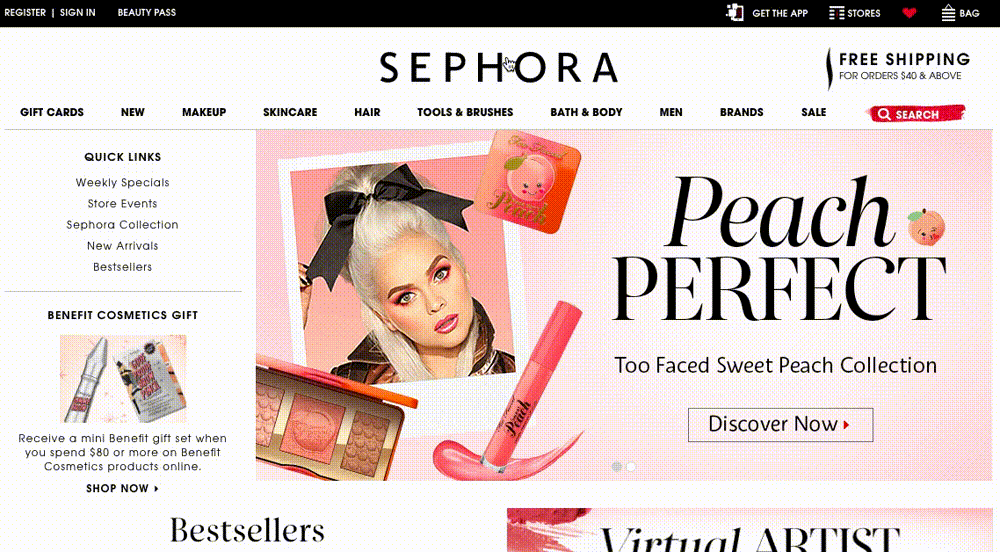 REGISTER | SIGN IN BEAUTY PASS GET THE APP STORES BAG
SEPHORA
FREE SHIPPING
FOR ORDERS $40 & ABOVE
GIFT CARDS NEW MAKEUP SKINCARE HAIR TOOLS & BRUSHES BATH & BODY MEN BRANDS SALE SEARCH
QUICK LINKS
Weekly Specials
Store Events
Sephora Collection
New Arrivals
Bestsellers
BENEFIT COSMETICS GIFT
Receive a mini Benefit gift set when
you spend $80 or more on Benefit
Cosmetics products online.
SHOP NOW
Too Faced
Peach
Peach
Peach
PERFECT
Too Faced Sweet Peach Collection
Discover Now
Bestsellers
Virtual ARTIST